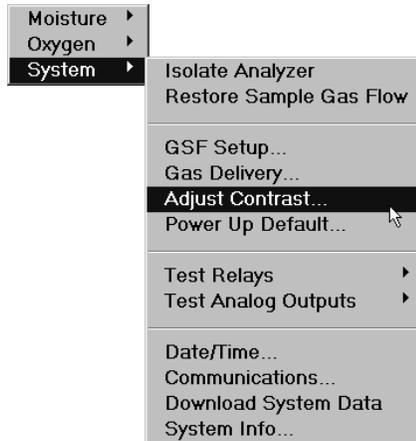 Moisture
Oxygen
System
Isolate Analyzer
Restore Sample Gas Flow
GSF Setup...
Gas Delivery...
Adjust Contrast...
Power Up Default...
Test Relays
Test Analog Outputs
Date/Time...
Communications...
Download System Data
System Info...